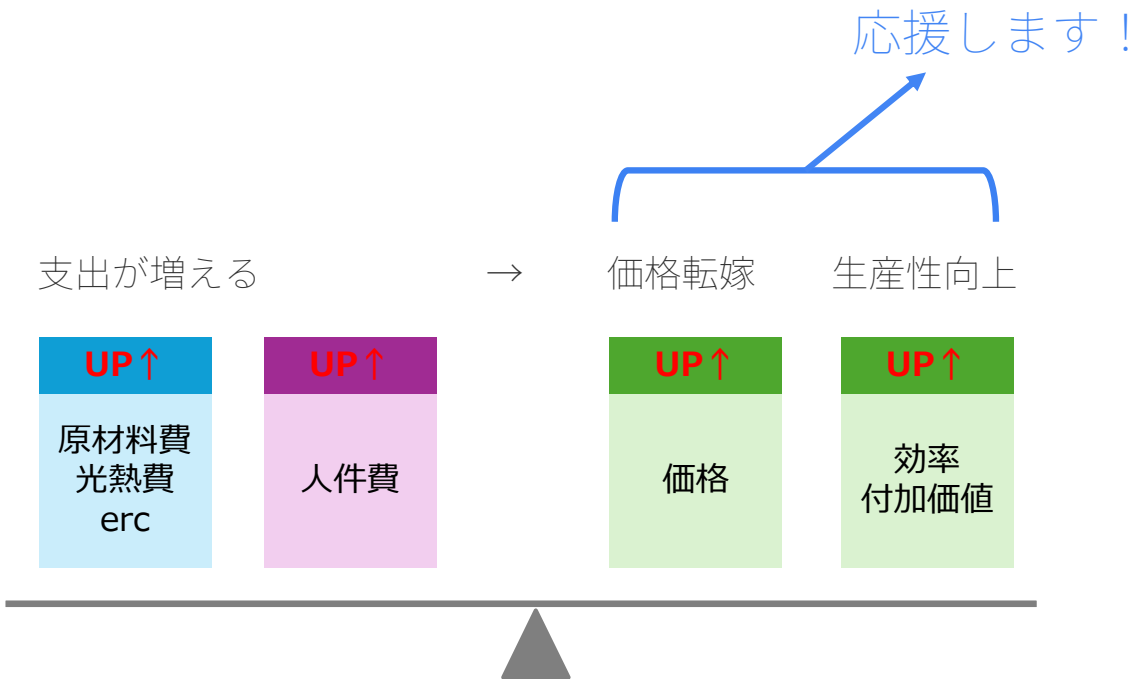 応援します！
支出が増える → 価格転嫁 生産性向上
UP↑ UP↑ UP↑ UP↑
原材料費
光熱費
erc
人件費
価格
効率
付加価値